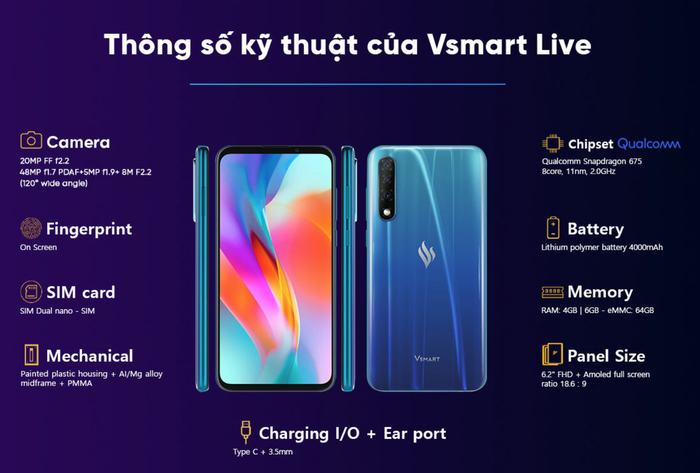 Thông số kỹ thuật của Vsmart Live
Camera
20MP FF f2.2
48MP f1.7 PDAF+5MP f1.9+ 8M F2.2
(120° wide angle)
Fingerprint
On Screen
SIM card
SIM Dual nano - SIM
Mechanical
Painted plastic housing + Al/Mg alloy
midframe + PMMA
VSMART
Chipset Qualcomm
Qualcomm Snapdragon 675
8core, 11nm, 2.0GHz
Battery
Lithium polymer battery 4000mAh
Memory
RAM: 4GB | 6GB - eMMC: 64GB
Panel Size
6.2" FHD + Amoled full screen
ratio 18.6 : 9
Charging I/O + Ear port
Type C + 3.5mm